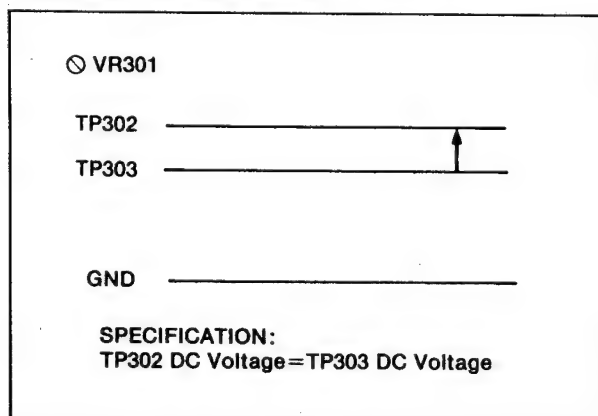 VR301
TP302
TP303
GND
SPECIFICATION:
TP302 DC Voltage=TP303 DC Voltage